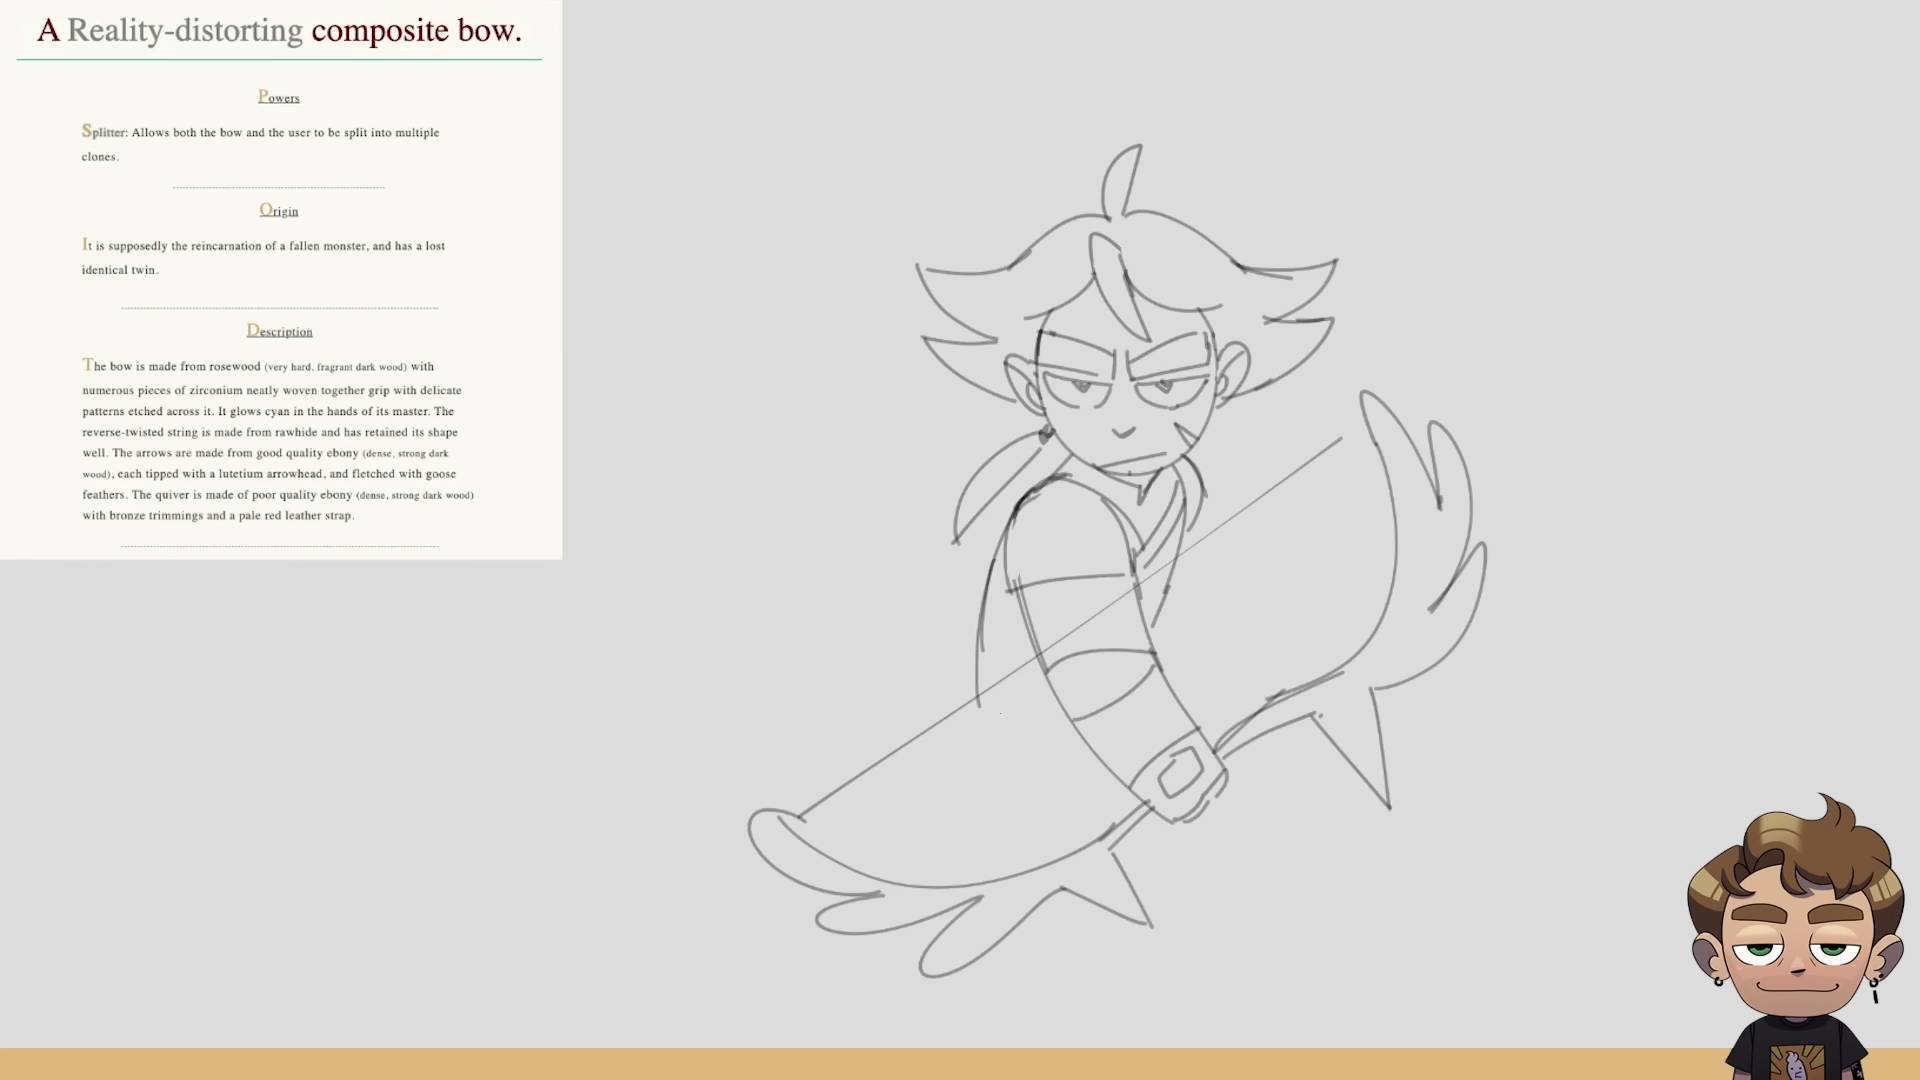 A Reality-distorting composite bow.
Powers
Splitter: Allows both the bow and the user to be split into multiple
clones.
Origin
It is supposedly the reincarnation of a fallen monster, and has a lost
identical twin.
Description
The bow is made from rosewood (very hard, fragrant dark wood) with
numerous pieces of zirconium neatly woven together grip with delicate
patterns etched across it. It glows cyan in the hands of its master. The
reverse-twisted string is made from rawhide and has retained its shape
well. The arrows are made from good quality ebony (dense, strong dark
wood), each tipped with a lutetium arrowhead, and fletched with goose
feathers. The quiver is made of poor quality ebony (dense, strong dark wood)
with bronze trimmings and a pale red leather strap.